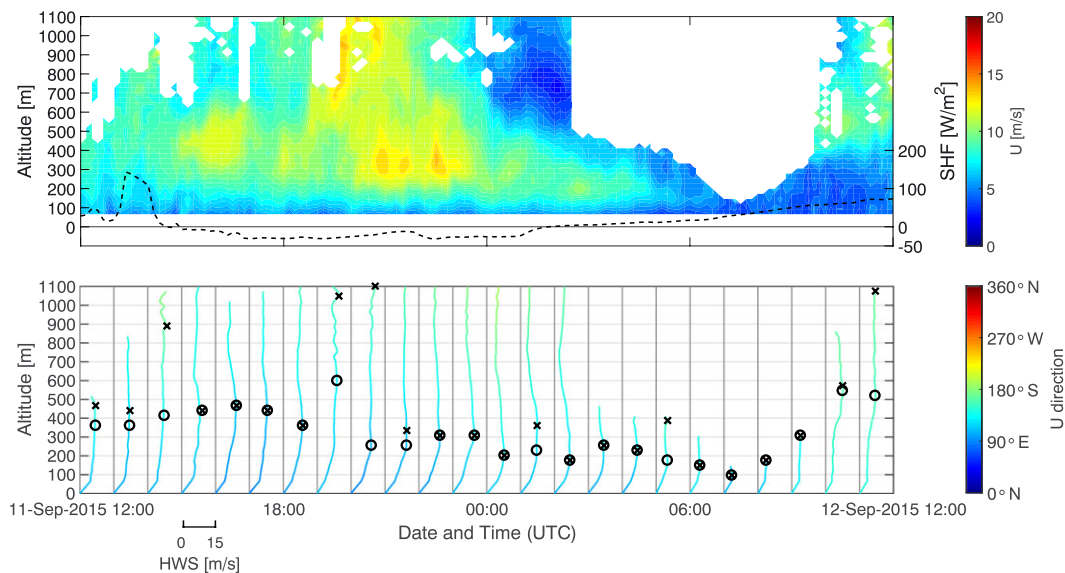 1100
1000
900
800
700
600
500
400
300
200
100
0
Altitude [m]
200
100
0
-50
SHF [W/m²]
20
15
10
5
0
U [m/s]
1100
1000
900
800
700
600
500
400
300
200
100
0
Altitude [m]
11-Sep-2015 12:00
18:00
00:00
06:00
12-Sep-2015 12:00
Date and Time (UTC)
0 15
HWS [m/s]
360° N
270° W
180° S
90° E
0° N
U direction